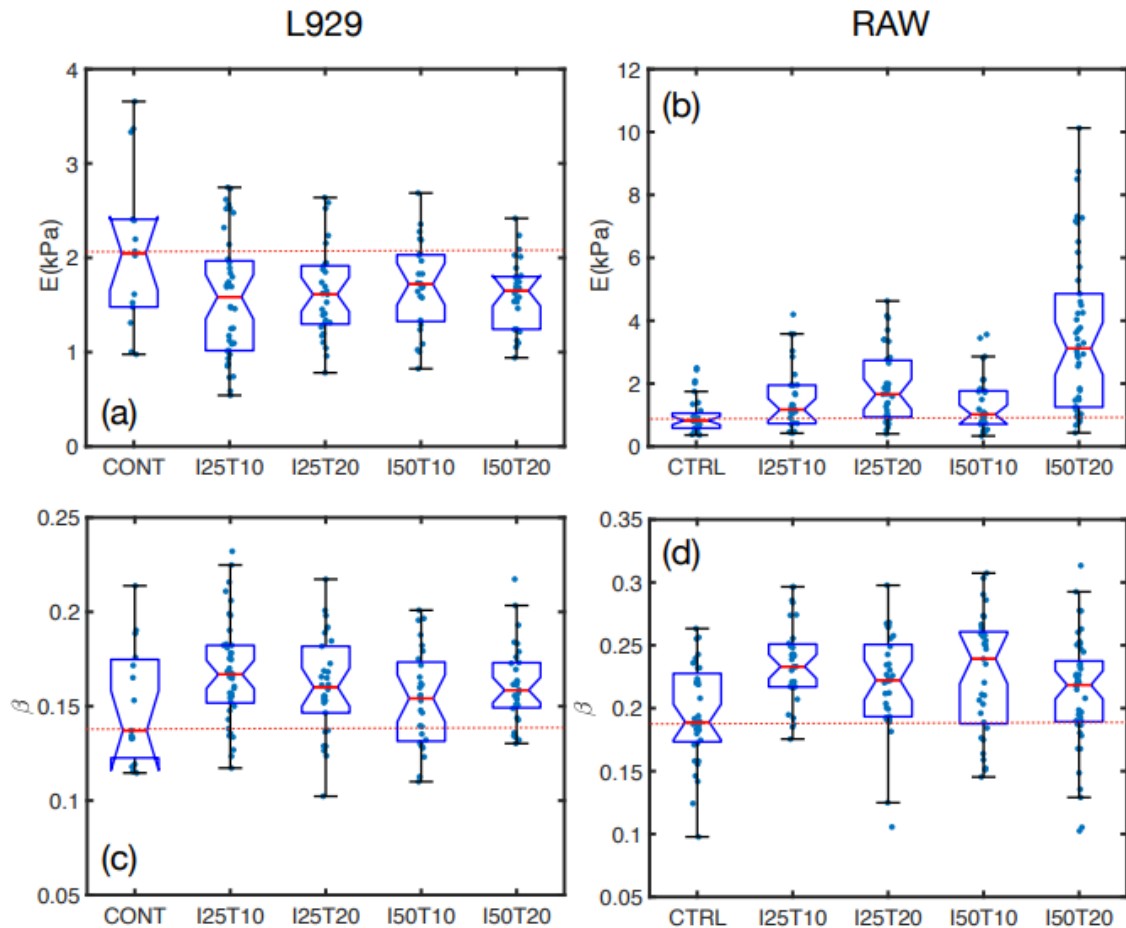 L929
RAW
4
3
2
1
0
E(kPa)
(a)
CONT I25T10 I25T20 I50T10 I50T20
12
10
8
6
4
2
0
E(kPa)
(b)
CTRL I25T10 I25T20 I50T10 I50T20
0.25
0.2
0.15
0.1
0.05
β
(c)
CONT I25T10 I25T20 I50T10 I50T20
0.35
0.3
0.25
0.2
0.15
0.1
0.05
β
(d)
CTRL I25T10 I25T20 I50T10 I50T20